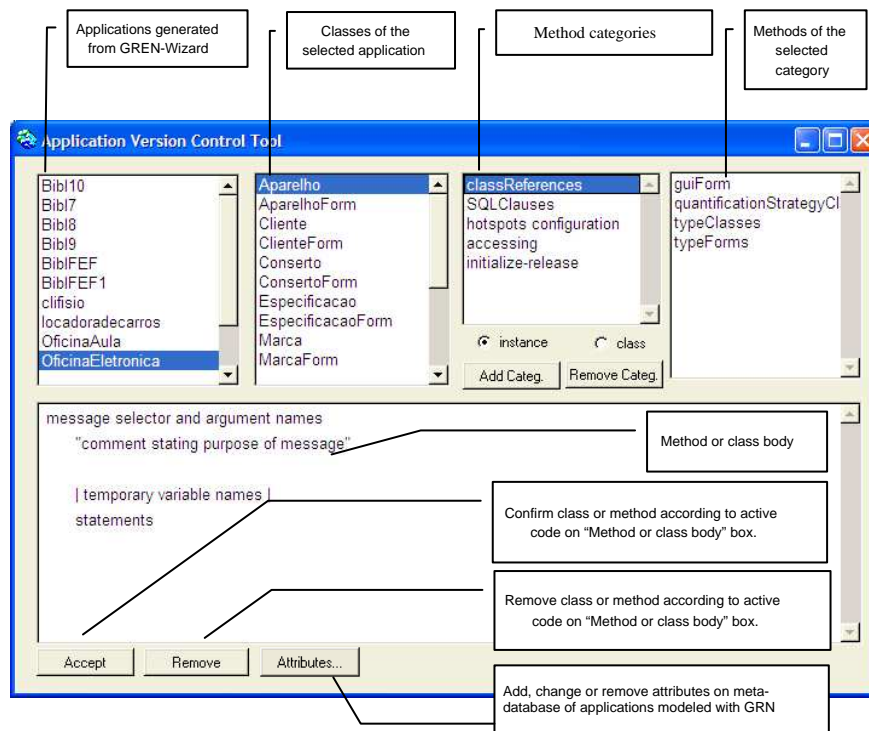 Applications generated
from GREN-Wizard
Classes of the
selected application
Method categories
Methods of the
selected
category
Application Version Control Tool
Bibl10
Bibl7
Bibl8
Bibl9
BiblFEF
BiblFEF1
clifisio
locadoradecarros
OficinaAula
OficinaEletronica
Aparelho
AparelhoForm
Cliente
ClienteForm
Conserto
ConsertoForm
Especificacao
EspecificacaoForm
Marca
MarcaForm
classReferences
SQLClauses
hotspots configuration
accessing
initialize-release
instance
class
Add Categ.
Remove Categ.
guiForm
quantificationStrategyCl
typeClasses
typeForms
message selector and argument names
"comment stating purpose of message"
| temporary variable names |
statements
Method or class body
Confirm class or method according to active
code on “Method or class body” box.
Remove class or method according to active
code on “Method or class body” box.
Accept
Remove
Attributes...
Add, change or remove attributes on meta-
database of applications modeled with GRN